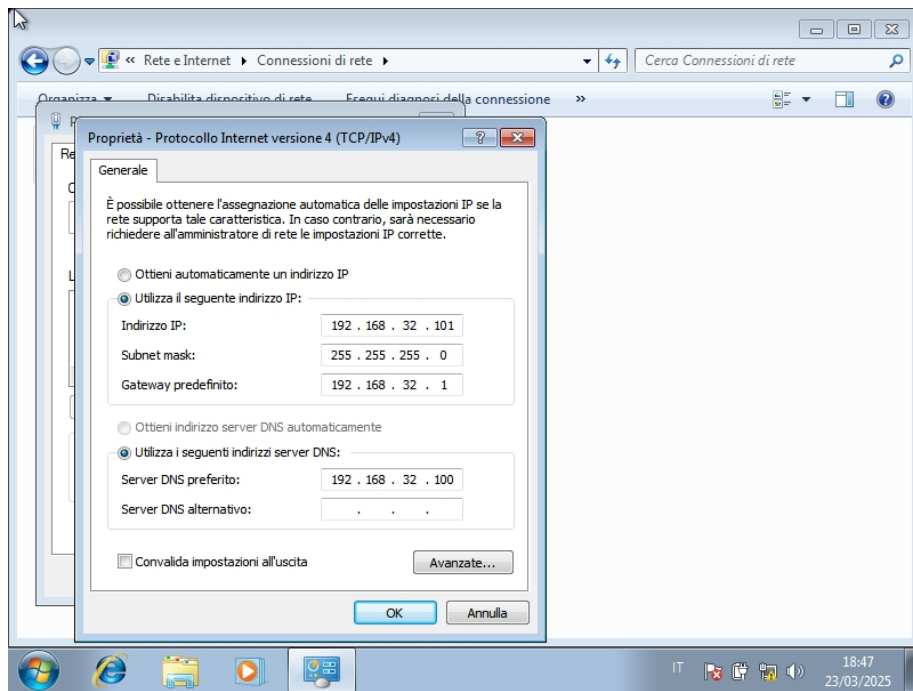 « Rete e Internet ▸ Connessioni di rete ▸
Cerca Connessioni di rete
Organizza Disabilita dispositivo di rete Esegui diagnosi della connessione »
Proprietà - Protocollo Internet versione 4 (TCP/IPv4)
Generale
È possibile ottenere l'assegnazione automatica delle impostazioni IP se la
rete supporta tale caratteristica. In caso contrario, sarà necessario
richiedere all'amministratore di rete le impostazioni IP corrette.
Ottieni automaticamente un indirizzo IP
Utilizza il seguente indirizzo IP:
Indirizzo IP: 192 . 168 . 32 . 101
Subnet mask: 255 . 255 . 255 . 0
Gateway predefinito: 192 . 168 . 32 . 1
Ottieni indirizzo server DNS automaticamente
Utilizza i seguenti indirizzi server DNS:
Server DNS preferito: 192 . 168 . 32 . 100
Server DNS alternativo: . . .
Convalida impostazioni all'uscita
Avanzate...
OK Annulla
IT
18:47
23/03/2025